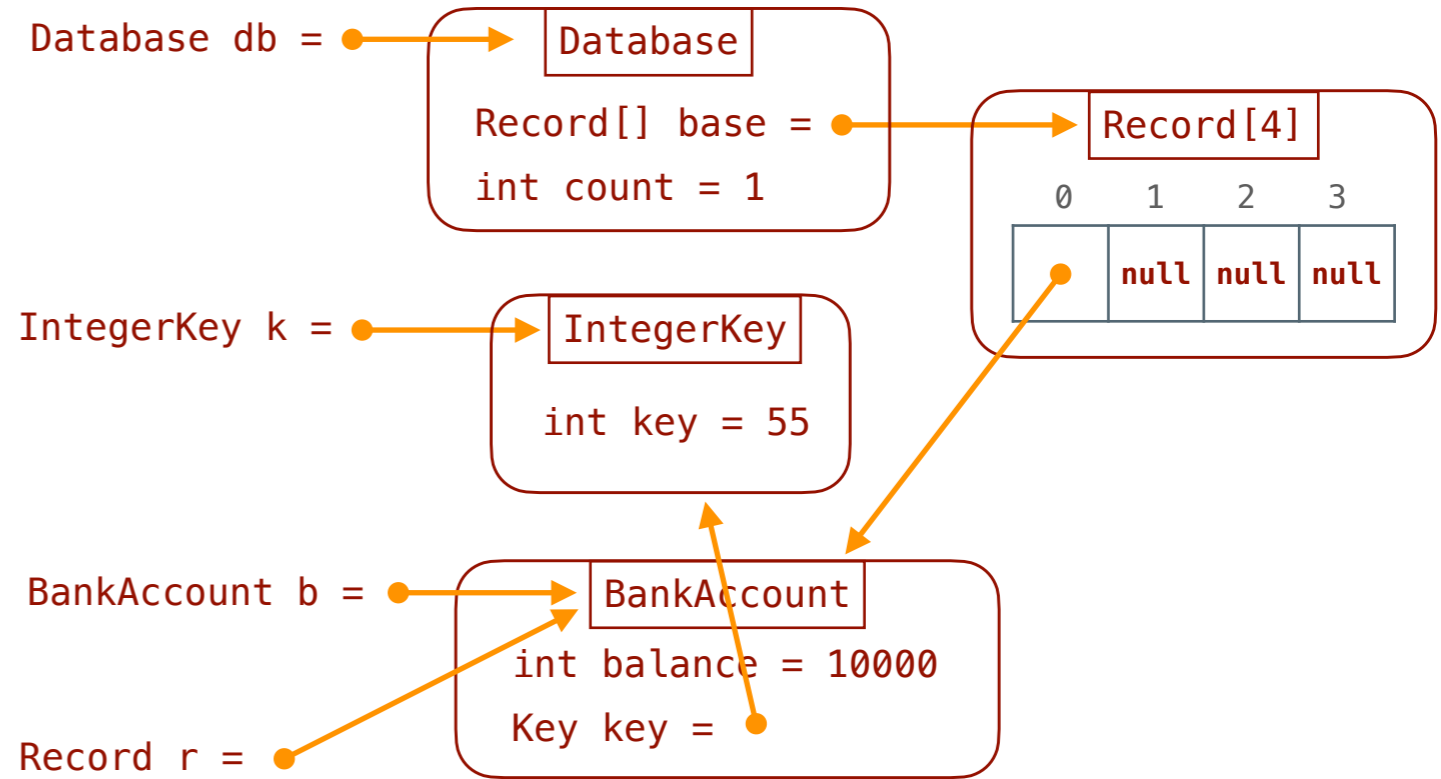 Database db =
Database
Record[] base =
int count = 1
Record[4]
0 1 2 3
null null null
IntegerKey k =
IntegerKey
int key = 55
BankAccount b =
BankAccount
int balance = 10000
Key key =
Record r =